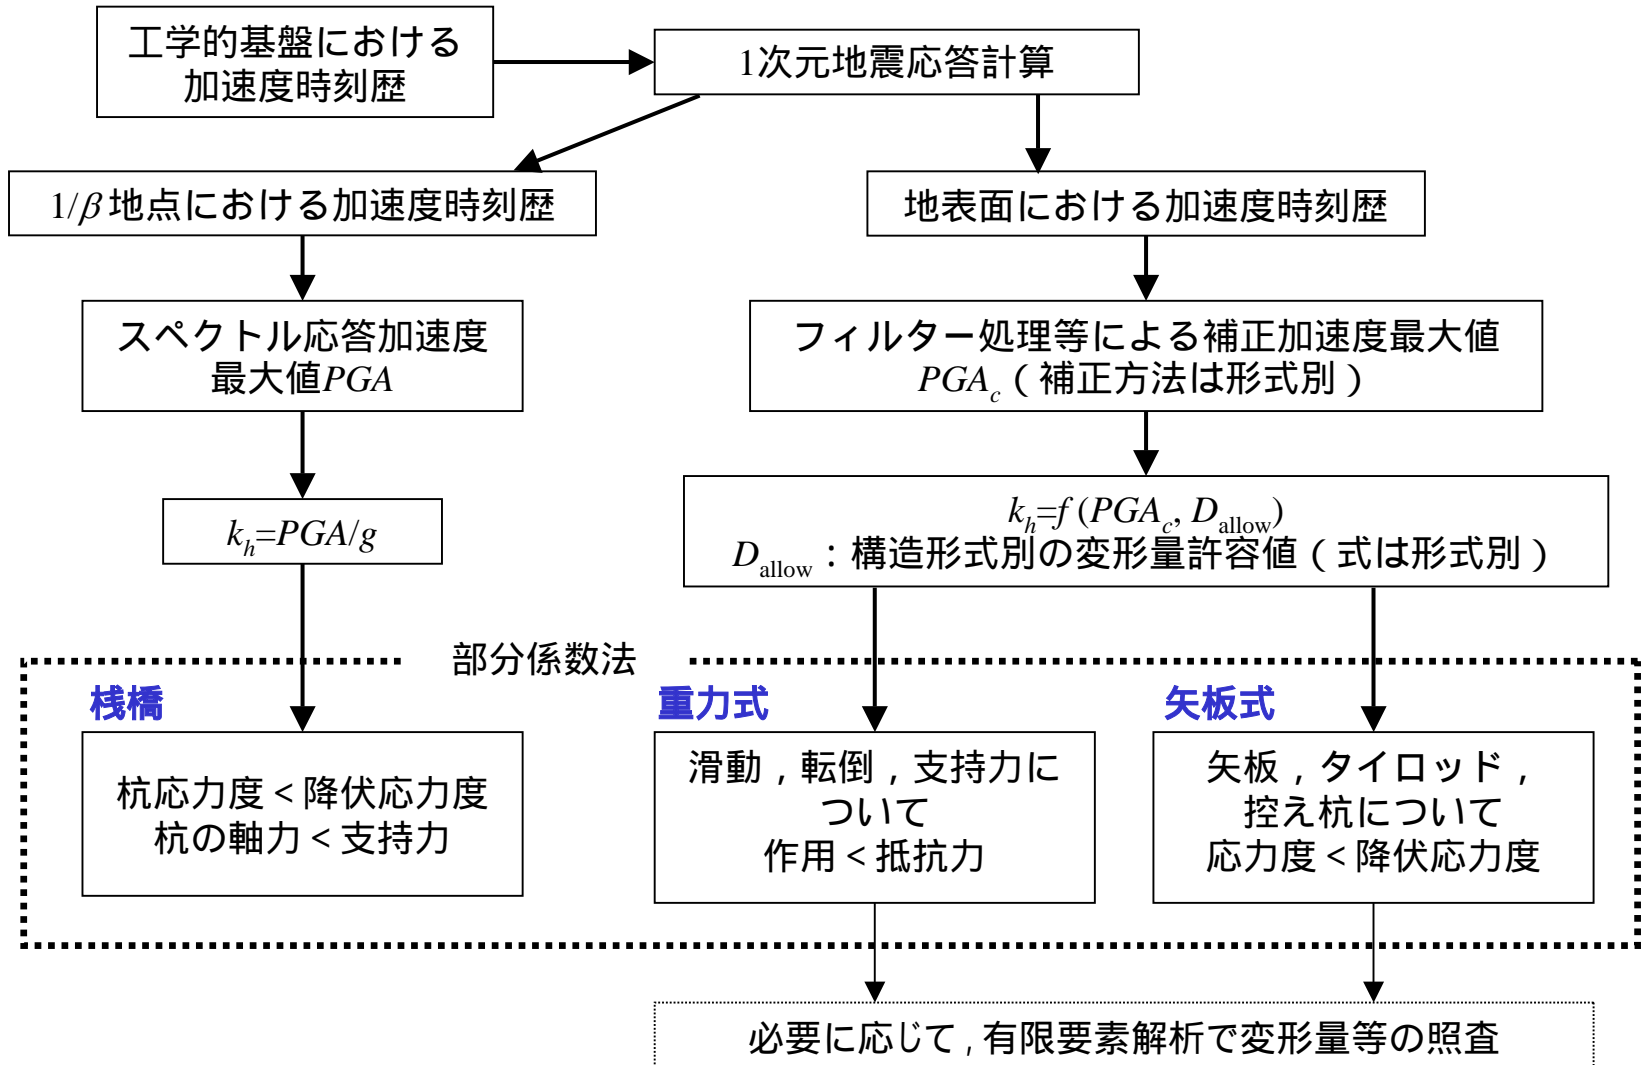 工学的基盤における
加速度時刻歴
1次元地震応答計算
1/β地点における加速度時刻歴
地表面における加速度時刻歴
スペクトル応答加速度
最大値PGA
フィルター処理等による補正加速度最大値
PGA_c（補正方法は形式別）
k_h=PGA/g
k_h=f(PGA_c, D_allow)
D_allow：構造形式別の変形量許容値（式は形式別）
部分係数法
桟橋
重力式
矢板式
杭応力度＜降伏応力度
杭の軸力＜支持力
滑動，転倒，支持力に
ついて
作用＜抵抗力
矢板，タイロッド，
控え杭について
応力度＜降伏応力度
必要に応じて，有限要素解析で変形量等の照査